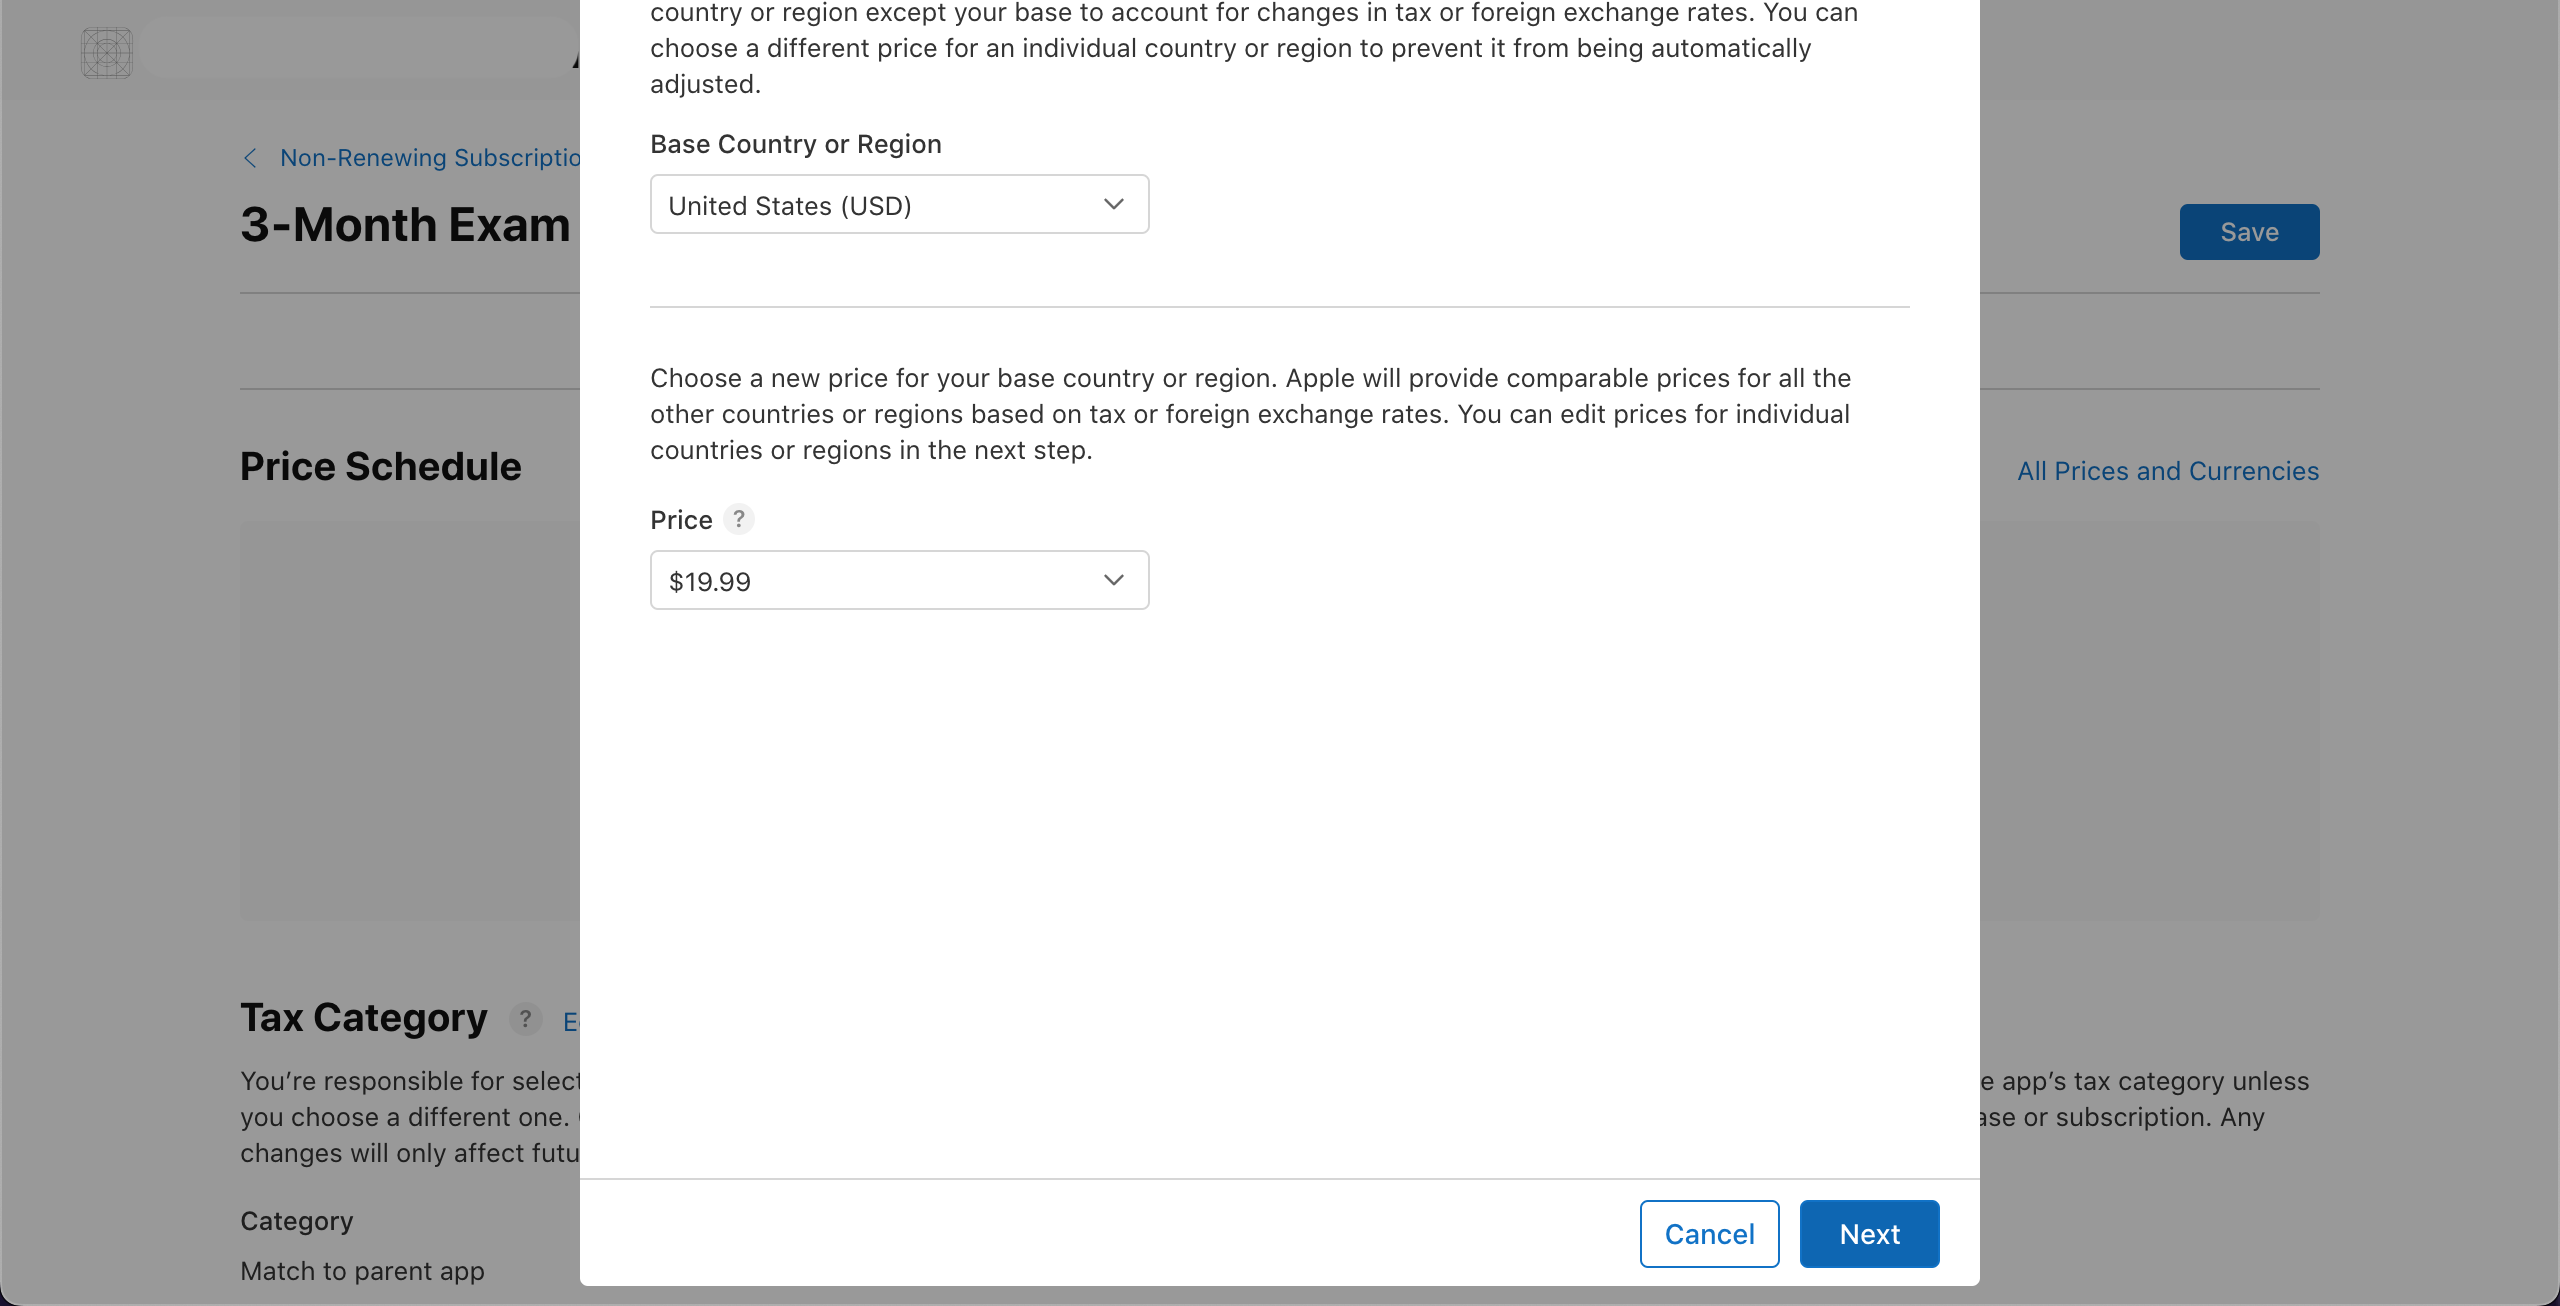 country or region except your base to account for changes in tax or foreign exchange rates. You can
choose a different price for an individual country or region to prevent it from being automatically
adjusted.
Non-Renewing
3-Month Exam
Save
Base Country or Region
United States (USD)
Choose a new price for your base country or region. Apple will provide comparable prices for all the
other countries or regions based on tax or foreign exchange rates. You can edit prices for individual
countries or regions in the next step.
Price Schedule
All Prices and Currencies
Price ?
$19.99
Tax Category ?
You’re responsible for
app’s tax category unless
you choose a different one.
or subscription. Any
changes will only affect
Category
Match to parent app
Cancel
Next